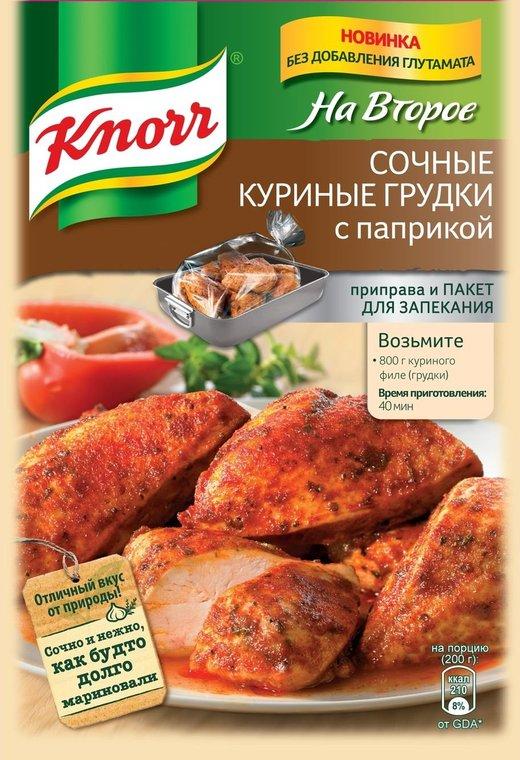 НОВИНКА
БЕЗ ДОБАВЛЕНИЯ ГЛУТАМАТА
Knorr®
На Второе
СОЧНЫЕ
КУРИНЫЕ ГРУДКИ
с паприкой
приправа и ПАКЕТ
ДЛЯ ЗАПЕКАНИЯ
Возьмите
• 800 г куриного
филе (грудки)
Время приготовления:
40 мин
Отличный вкус
от природы!
Сочно и нежно,
как будто
долго
мариновали
на порцию
(200 г):
ккал
210
8%
от GDA*